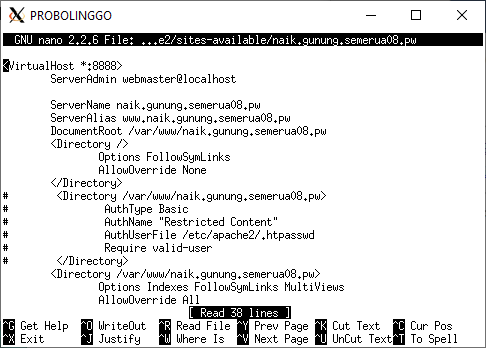 PROBOLINGGO
GNU nano 2.2.6 File: ...e2/sites-available/naik.gunung.semerua08.pw
<VirtualHost *:8888>
        ServerAdmin webmaster@localhost

        ServerName naik.gunung.semerua08.pw
        ServerAlias www.naik.gunung.semerua08.pw
        DocumentRoot /var/www/naik.gunung.semerua08.pw
        <Directory />
                Options FollowSymLinks
                AllowOverride None
        </Directory>
#        <Directory /var/www/naik.gunung.semerua08.pw>
#                AuthType Basic
#                AuthName "Restricted Content"
#                AuthUserFile /etc/apache2/.htpasswd
#                Require valid-user
#        </Directory>
        <Directory /var/www/naik.gunung.semerua08.pw>
                Options Indexes FollowSymLinks MultiViews
                AllowOverride All
[ Read 38 lines ]
^G Get Help  ^O WriteOut  ^R Read File ^Y Prev Page ^K Cut Text  ^C Cur Pos
^X Exit      ^J Justify   ^W Where Is  ^V Next Page ^U UnCut Text^T To Spell